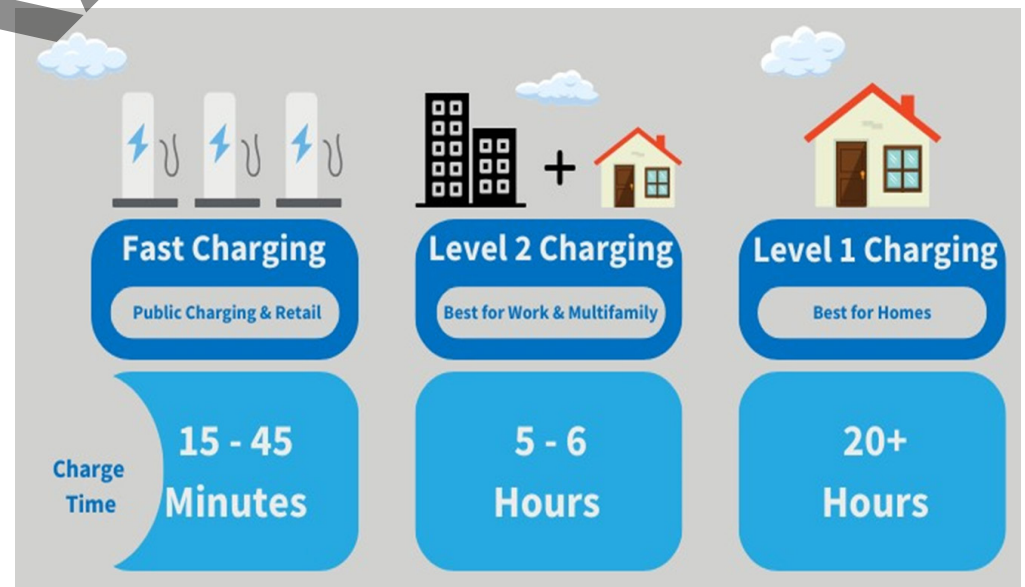 Fast Charging
Public Charging & Retail
Level 2 Charging
Best for Work & Multifamily
Level 1 Charging
Best for Homes
Charge
Time
15 - 45
Minutes
5 - 6
Hours
20+
Hours